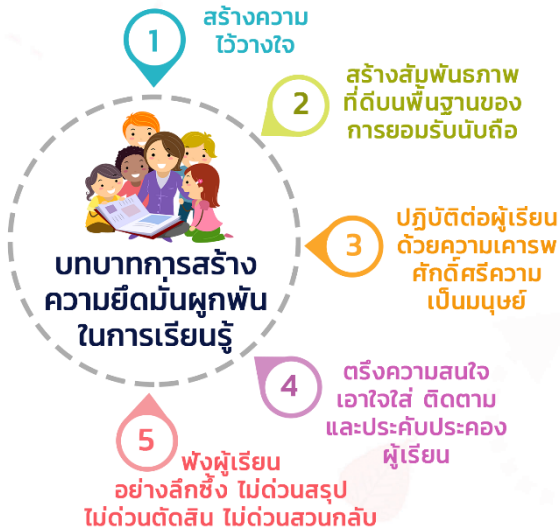 1
สร้างความ
ไว้วางใจ
2
สร้างสัมพันธภาพ
ที่ดีบนพื้นฐานของ
การยอมรับนับถือ
3
ปฏิบัติต่อผู้เรียน
ด้วยความเคารพ
ศักดิ์ศรีความ
เป็นมนุษย์
บทบาทการสร้าง
ความยึดมั่นผูกพัน
ในการเรียนรู้
4
ตรึงความสนใจ
เอาใจใส่ ติดตาม
และประคับประคอง
ผู้เรียน
5
ฟังผู้เรียน
อย่างลึกซึ้ง ไม่ด่วนสรุป
ไม่ด่วนตัดสิน ไม่ด่วนสวนกลับ